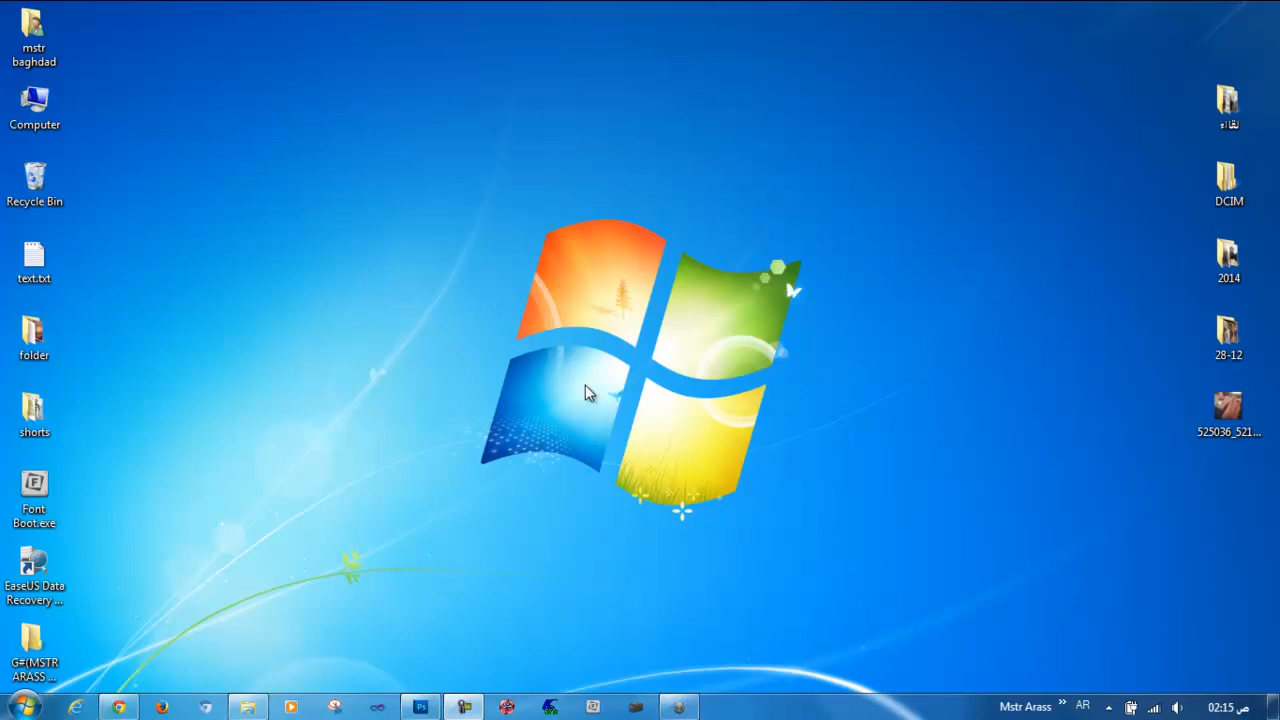 mstr
baghdad
Computer
Recycle Bin
text.txt
folder
shorts
Font
Boot.exe
EaseUS Data
Recovery ...
G#(MSTR
ARASS ...
لقاء
DCIM
2014
28-12
525036_521...
Ps
Mstr Arass
»
AR
02:15 ص